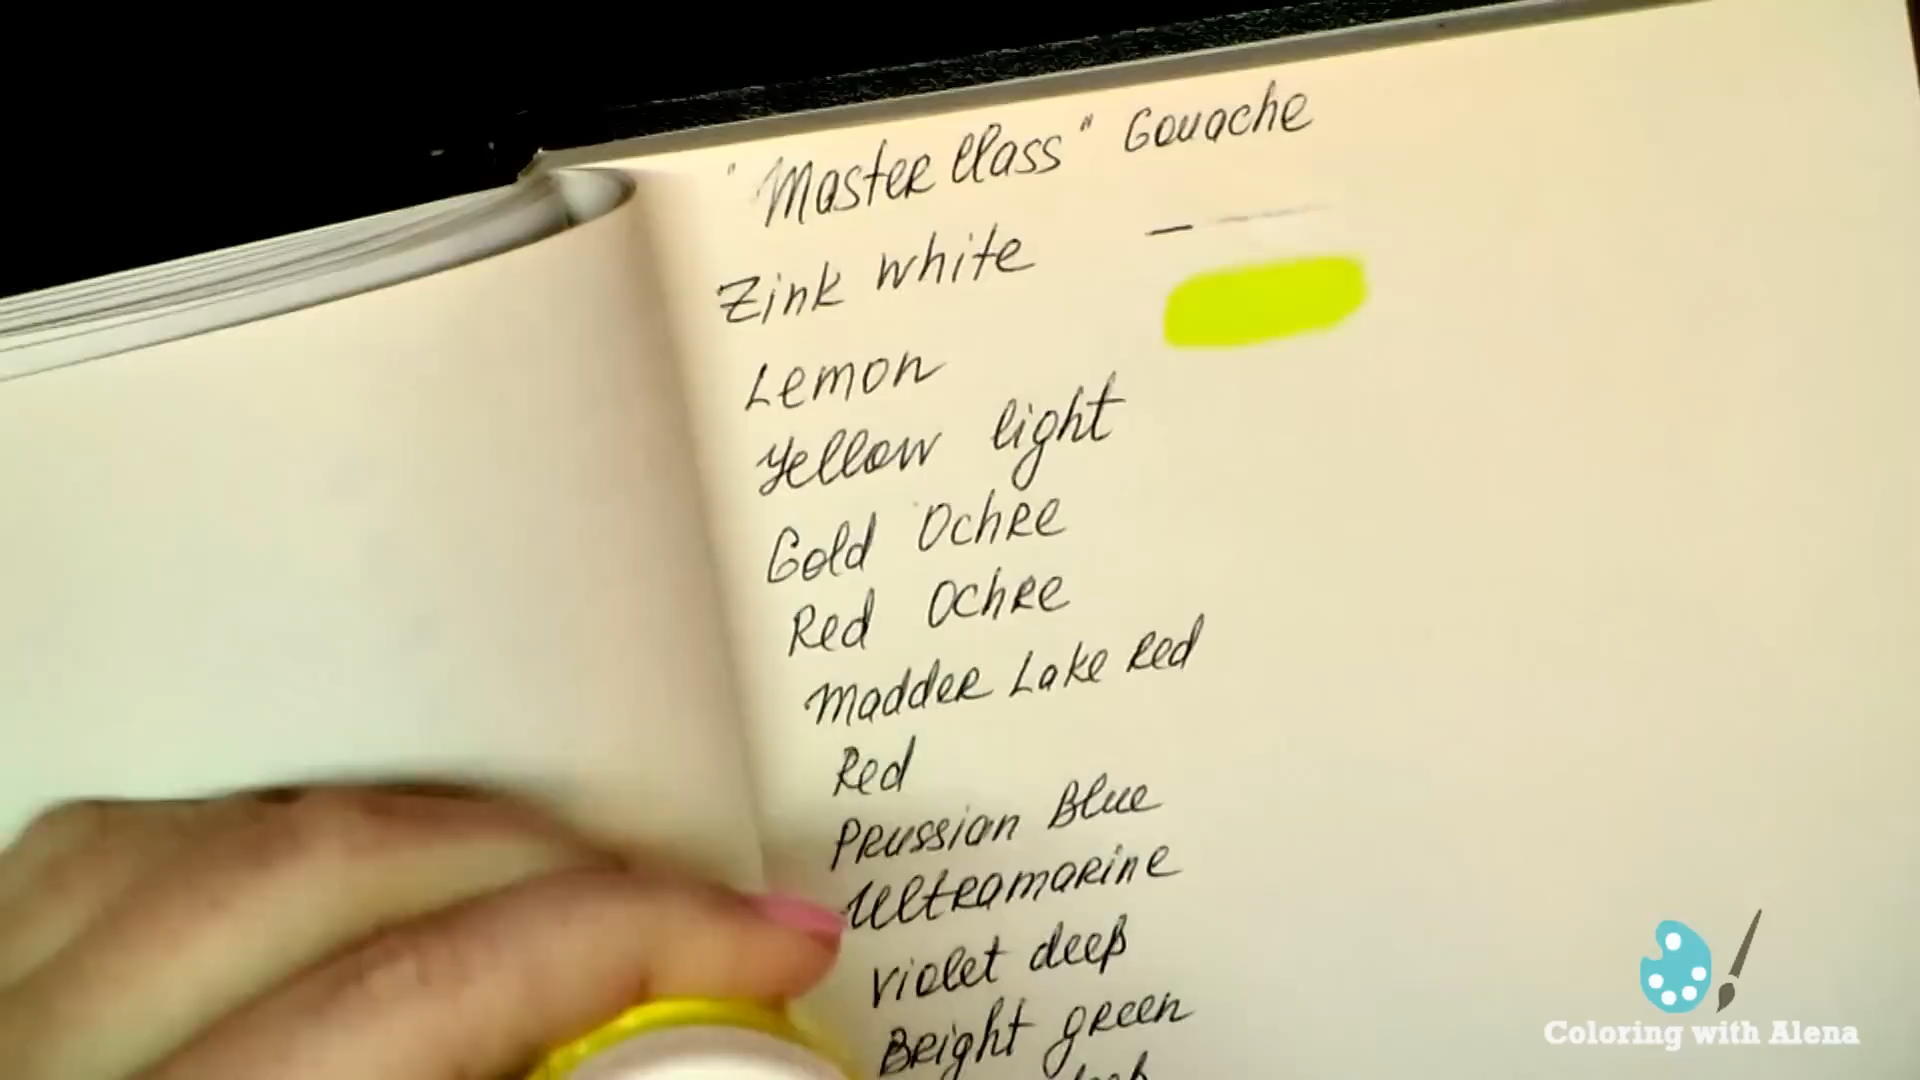 "Master Class" Gouache
Zink white —
Lemon
Yellow light
Gold Ochre
Red Ochre
Madder Lake Red
Red
Prussian Blue
Ultramarine
Violet deep
Bright green
Coloring with Alena